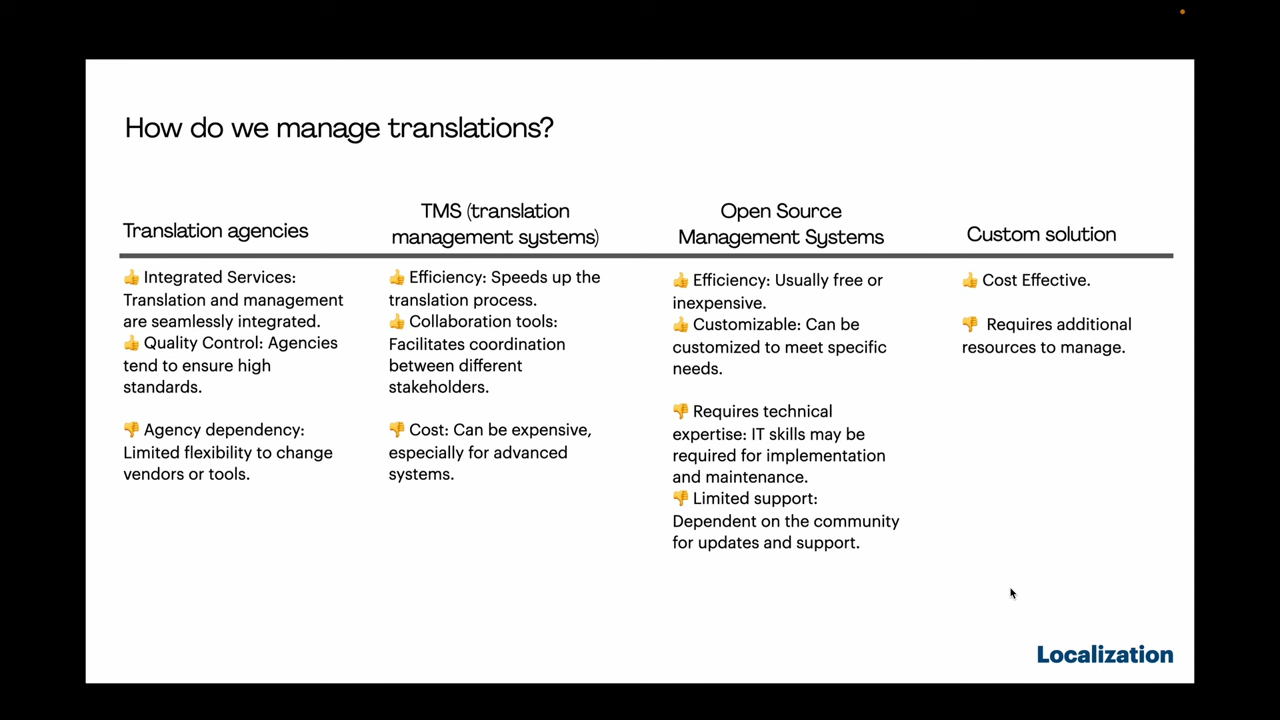 How do we manage translations?
Translation agencies
👍 Integrated Services:
Translation and management
are seamlessly integrated.
👍 Quality Control: Agencies
tend to ensure high
standards.
👎 Agency dependency:
Limited flexibility to change
vendors or tools.
TMS (translation
management systems)
👍 Efficiency: Speeds up the
translation process.
👍 Collaboration tools:
Facilitates coordination
between different
stakeholders.
👎 Cost: Can be expensive,
especially for advanced
systems.
Open Source
Management Systems
👍 Efficiency: Usually free or
inexpensive.
👍 Customizable: Can be
customized to meet specific
needs.
👎 Requires technical
expertise: IT skills may be
required for implementation
and maintenance.
👎 Limited support:
Dependent on the community
for updates and support.
Custom solution
👍 Cost Effective.
👎 Requires additional
resources to manage.
Localization